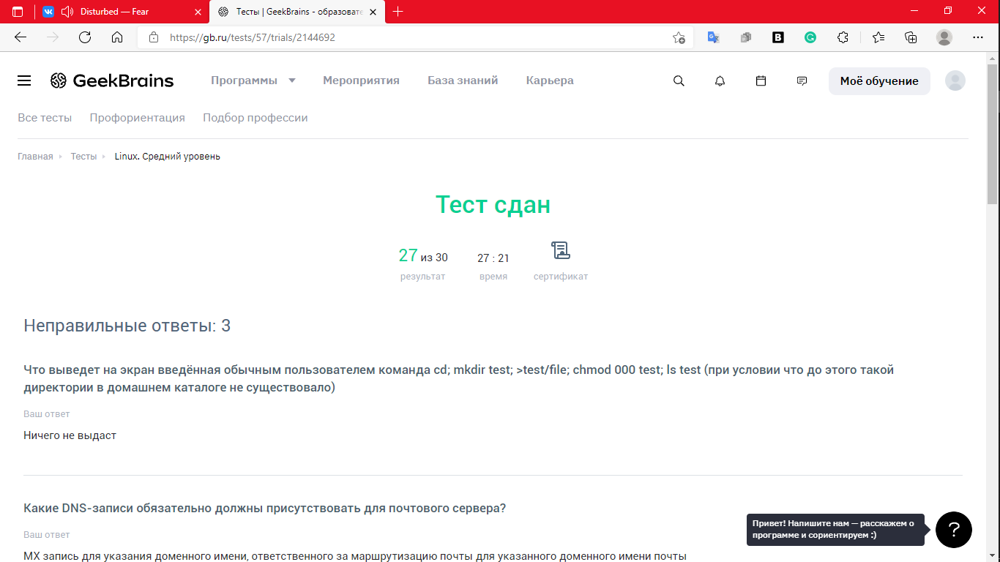 Disturbed — Fear
Тесты | GeekBrains - образовате
https://gb.ru/tests/57/trials/2144692
GeekBrains
Программы
Мероприятия
База знаний
Карьера
Моё обучение
Все тесты
Профориентация
Подбор профессии
Главная
Тесты
Linux. Средний уровень
Тест сдан
27 из 30
27 : 21
результат
время
сертификат
Неправильные ответы: 3
Что выведет на экран введённая обычным пользователем команда cd; mkdir test; >test/file; chmod 000 test; ls test (при условии что до этого такой
директории в домашнем каталоге не существовало)
Ваш ответ
Ничего не выдаст
Какие DNS-записи обязательно должны присутствовать для почтового сервера?
Ваш ответ
MX запись для указания доменного имени, ответственного за маршрутизацию почты для указанного доменного имени почты
Привет! Напишите нам — расскажем о
программе и сориентируем :)
?